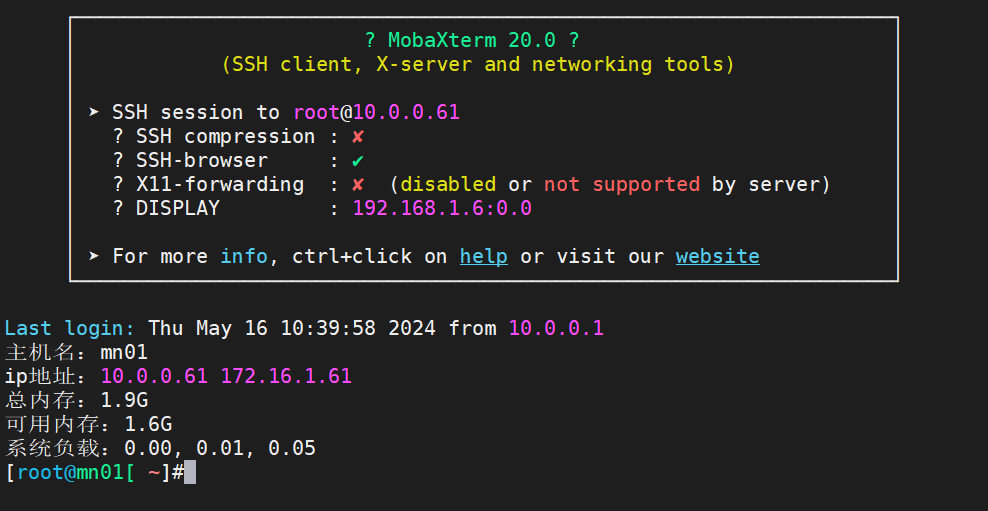 ? MobaXterm 20.0 ?
(SSH client, X-server and networking tools)
➤ SSH session to root@10.0.0.61
? SSH compression : ✘
? SSH-browser     : ✔
? X11-forwarding  : ✘  (disabled or not supported by server)
? DISPLAY         : 192.168.1.6:0.0
➤ For more info, ctrl+click on help or visit our website
Last login: Thu May 16 10:39:58 2024 from 10.0.0.1
主机名：mn01
ip地址：10.0.0.61 172.16.1.61
总内存：1.9G
可用内存：1.6G
系统负载：0.00, 0.01, 0.05
[root@mn01[ ~]#